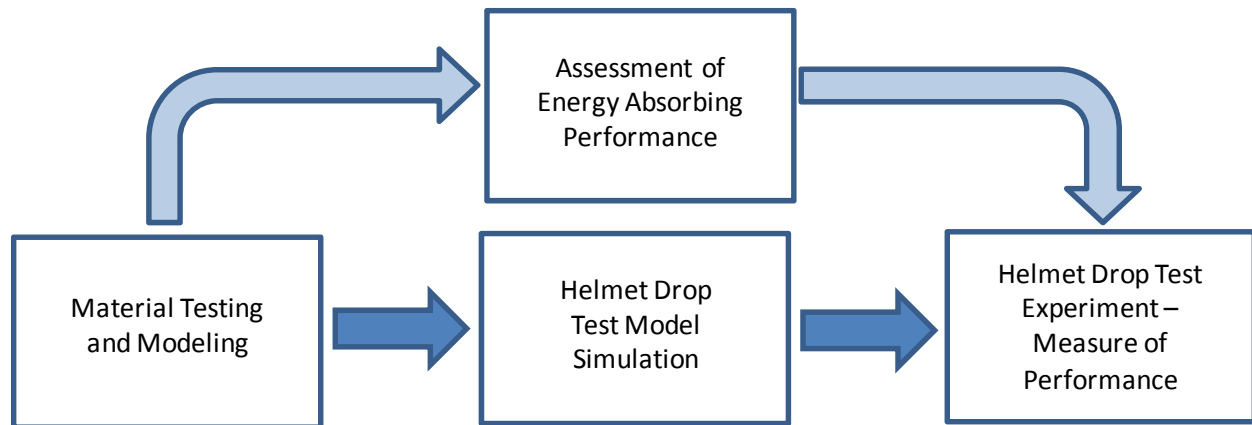 Assessment of
Energy Absorbing
Performance
Material Testing
and Modeling
Helmet Drop
Test Model
Simulation
Helmet Drop Test
Experiment –
Measure of
Performance